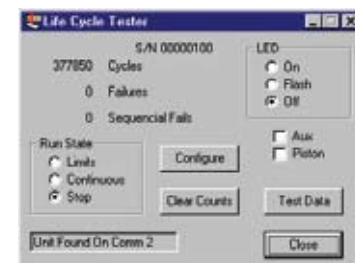 Life Cycle Tester
S/N 00000100
377850 Cycles
0 Failures
0 Sequencial Fails
LED
On
Flash
Off
Run State
Limits
Continuous
Stop
Configure
Clear Counts
Aux
Piston
Test Data
Unit Found On Comm 2
Close